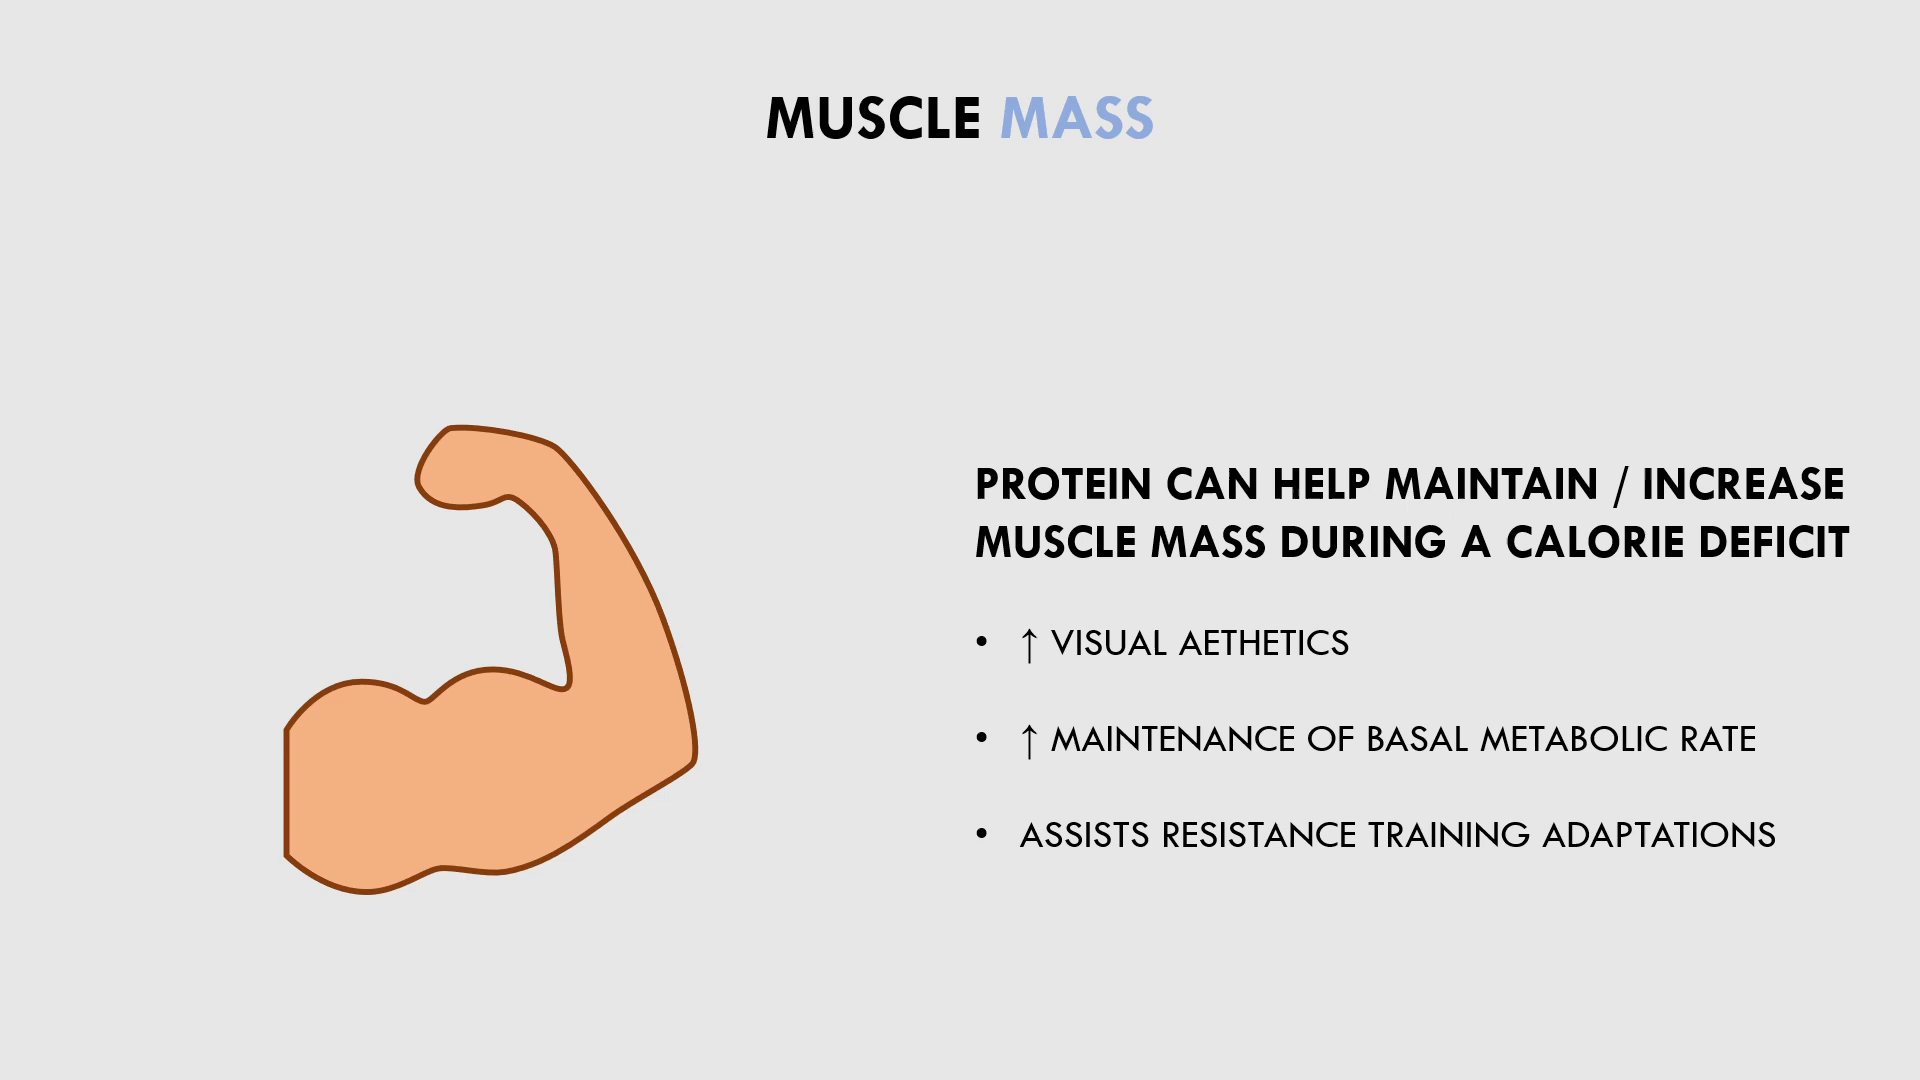 MUSCLE MASS
PROTEIN CAN HELP MAINTAIN / INCREASE
MUSCLE MASS DURING A CALORIE DEFICIT
• ↑ VISUAL AETHETICS
• ↑ MAINTENANCE OF BASAL METABOLIC RATE
• ASSISTS RESISTANCE TRAINING ADAPTATIONS